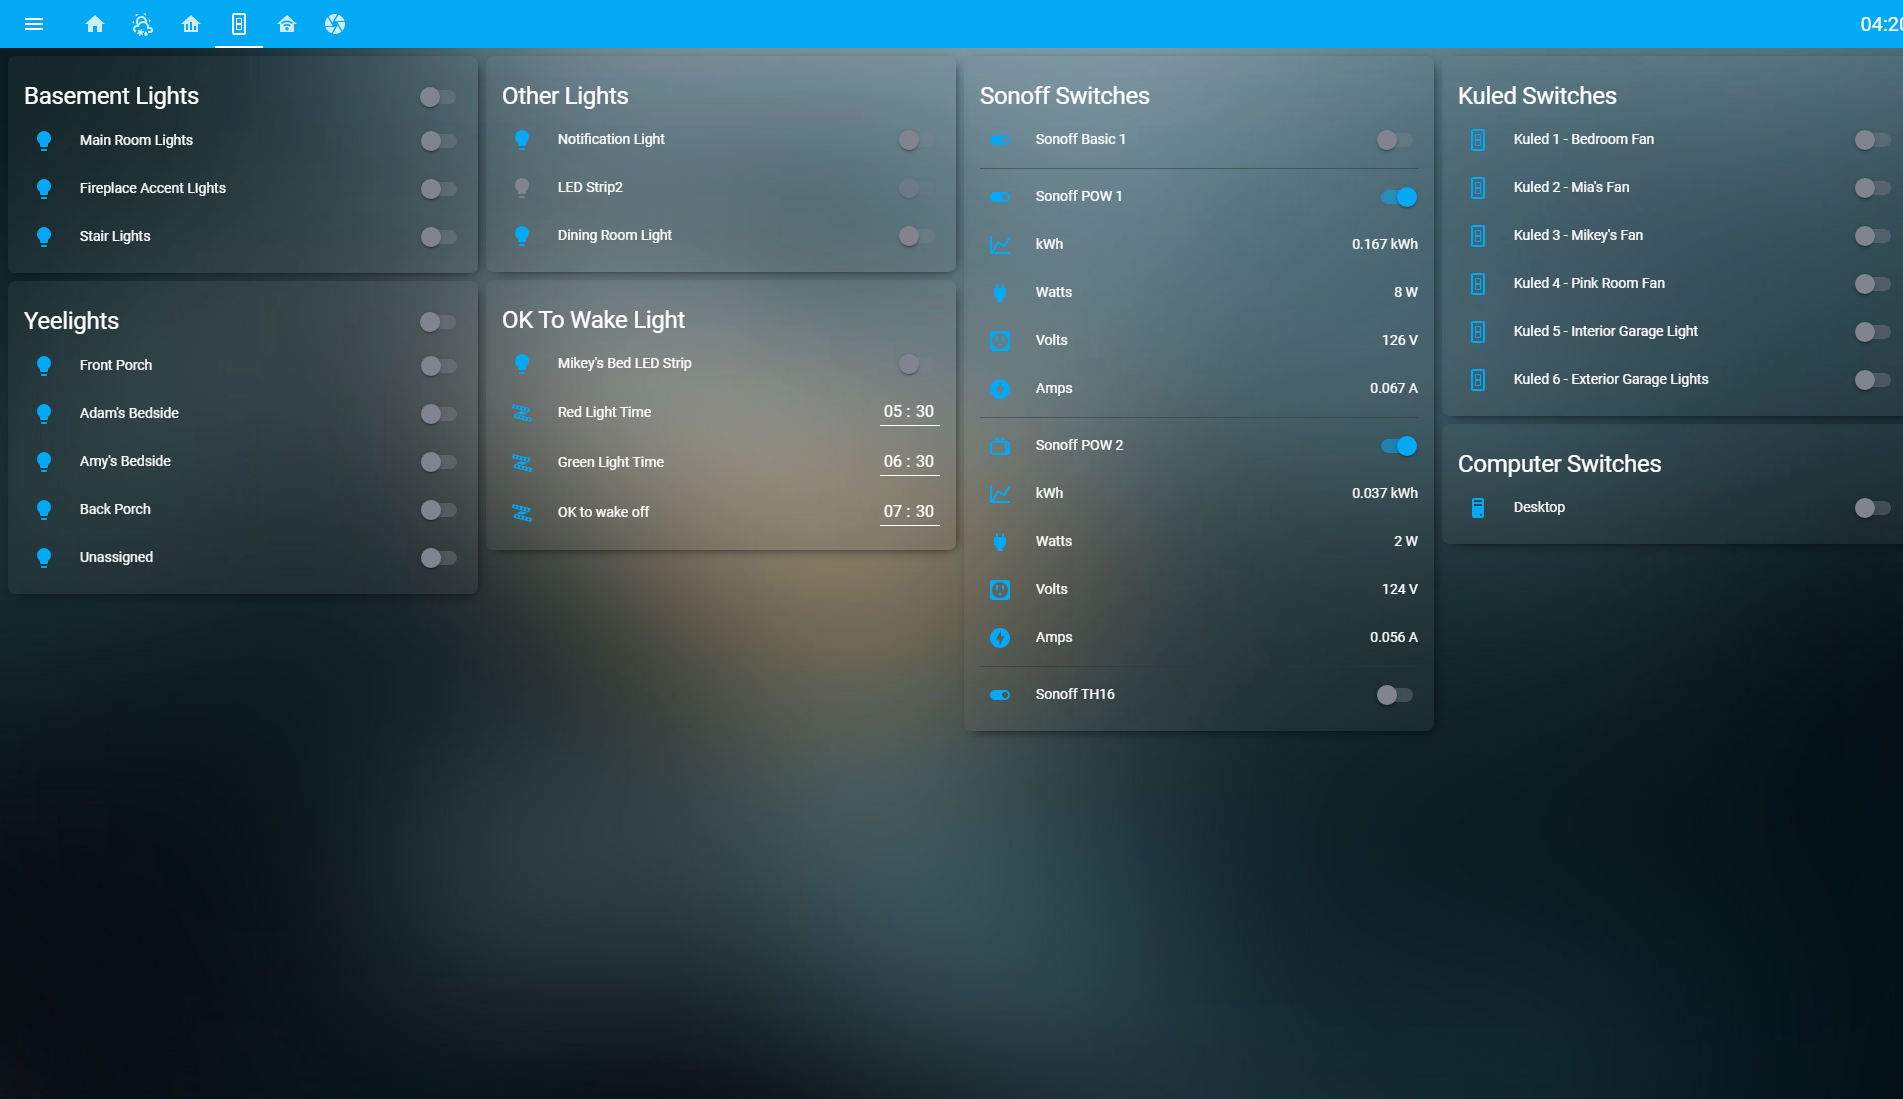 04:20
Basement Lights
Main Room Lights
Fireplace Accent LIghts
Stair Lights
Yeelights
Front Porch
Adam's Bedside
Amy's Bedside
Back Porch
Unassigned
Other Lights
Notification Light
LED Strip2
Dining Room Light
OK To Wake Light
Mikey's Bed LED Strip
Red Light Time 05 : 30
Green Light Time 06 : 30
OK to wake off 07 : 30
Sonoff Switches
Sonoff Basic 1
Sonoff POW 1
kWh 0.167 kWh
Watts 8 W
Volts 126 V
Amps 0.067 A
Sonoff POW 2
kWh 0.037 kWh
Watts 2 W
Volts 124 V
Amps 0.056 A
Sonoff TH16
Kuled Switches
Kuled 1 - Bedroom Fan
Kuled 2 - Mia's Fan
Kuled 3 - Mikey's Fan
Kuled 4 - Pink Room Fan
Kuled 5 - Interior Garage Light
Kuled 6 - Exterior Garage Lights
Computer Switches
Desktop